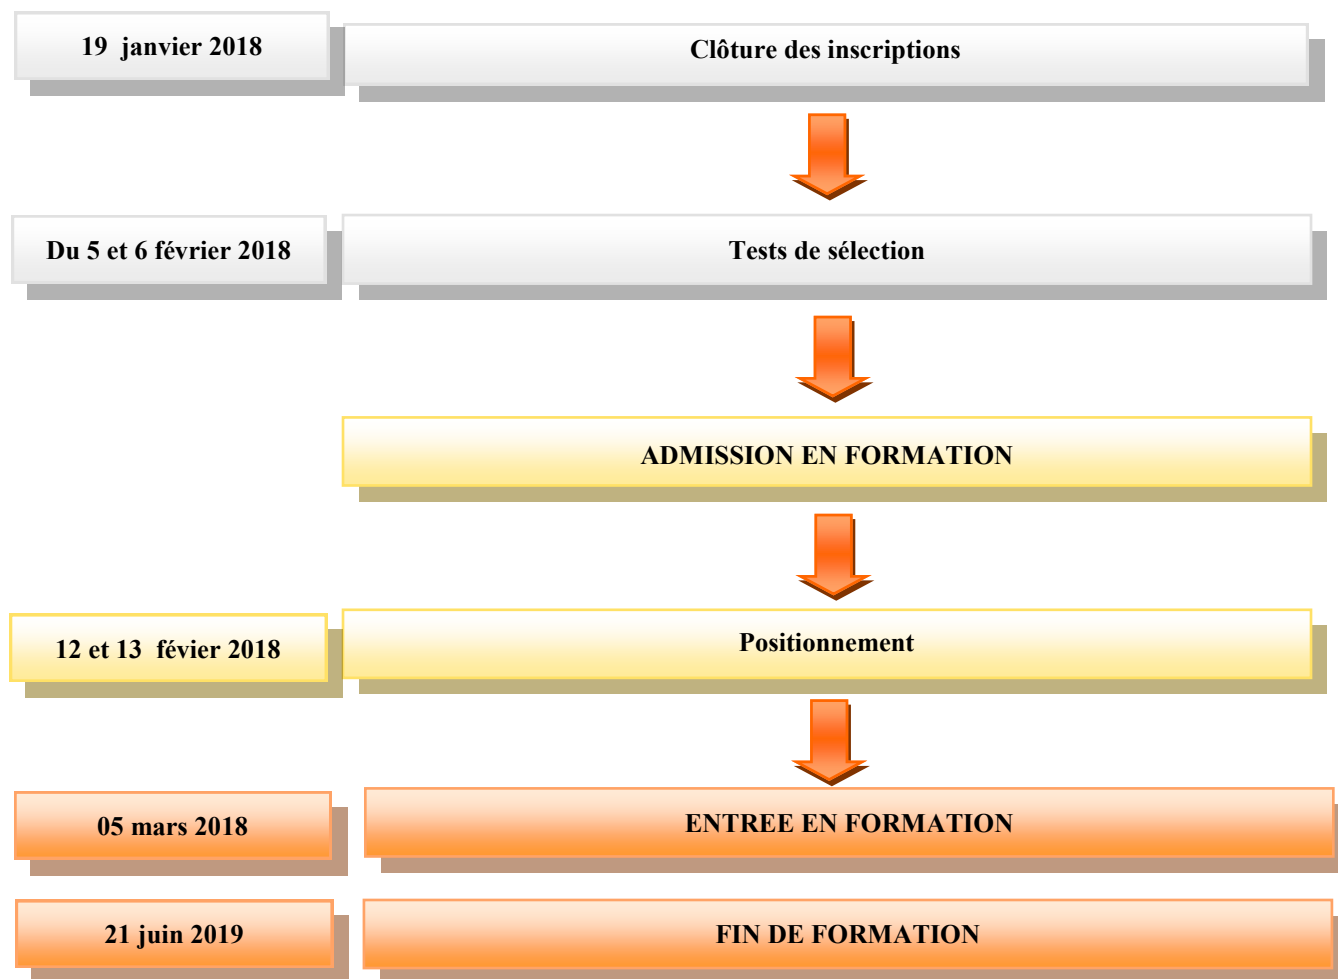 19 janvier 2018
Clôture des inscriptions
Du 5 et 6 février 2018
Tests de sélection
ADMISSION EN FORMATION
12 et 13 févier 2018
Positionnement
05 mars 2018
ENTREE EN FORMATION
21 juin 2019
FIN DE FORMATION